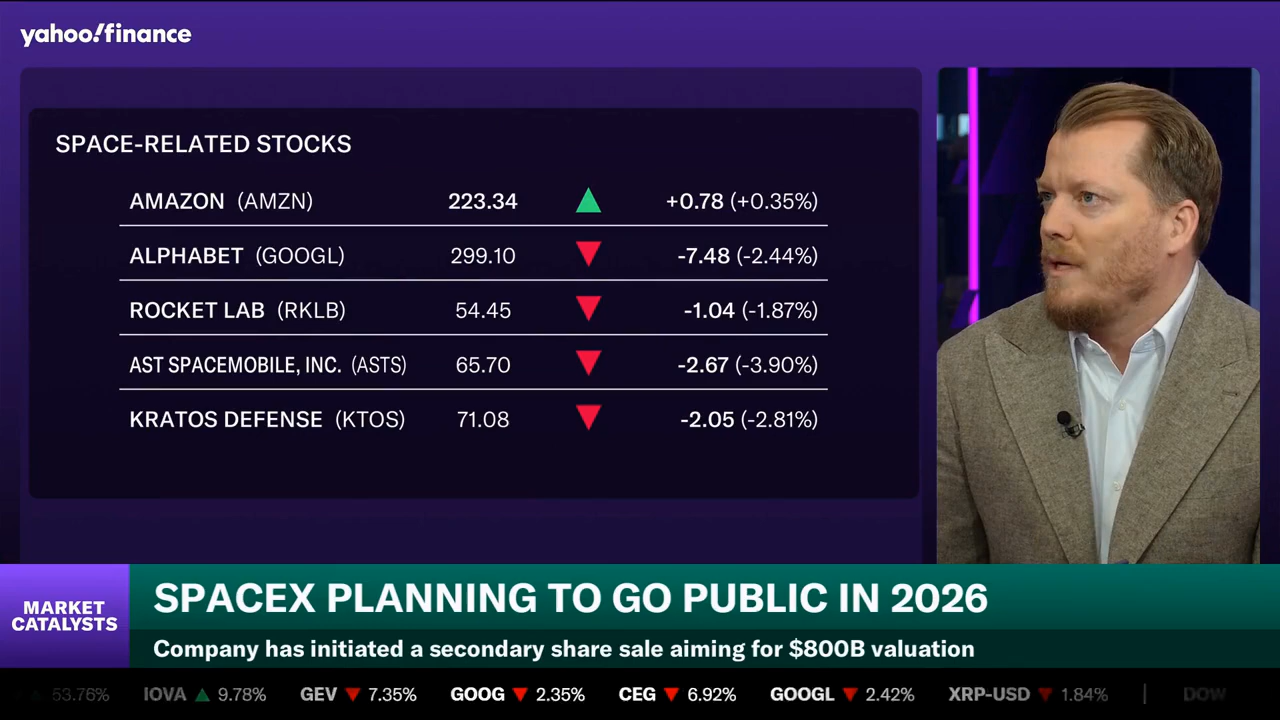 yahoo!finance
SPACE-RELATED STOCKS
AMAZON (AMZN) 223.34 ▲ +0.78 (+0.35%)
ALPHABET (GOOGL) 299.10 ▼ -7.48 (-2.44%)
ROCKET LAB (RKLB) 54.45 ▼ -1.04 (-1.87%)
AST SPACEMOBILE, INC. (ASTS) 65.70 ▼ -2.67 (-3.90%)
KRATOS DEFENSE (KTOS) 71.08 ▼ -2.05 (-2.81%)
MARKET
CATALYSTS
SPACEX PLANNING TO GO PUBLIC IN 2026
Company has initiated a secondary share sale aiming for $800B valuation
▲ 53.76% IOVA ▲ 9.78% GEV ▼ 7.35% GOOG ▼ 2.35% CEG ▼ 6.92% GOOGL ▼ 2.42% XRP-USD ▼ 1.84% | DOW